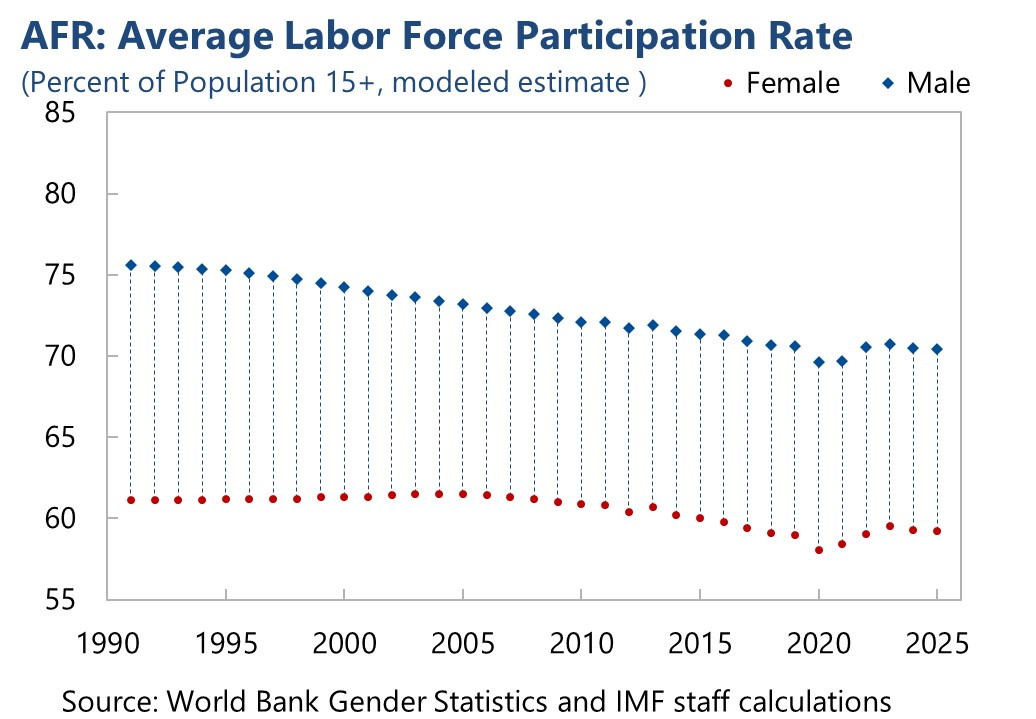 AFR: Average Labor Force Participation Rate
(Percent of Population 15+, modeled estimate )
Female Male
85
80
75
70
65
60
55
1990 1995 2000 2005 2010 2015 2020 2025
Source: World Bank Gender Statistics and IMF staff calculations